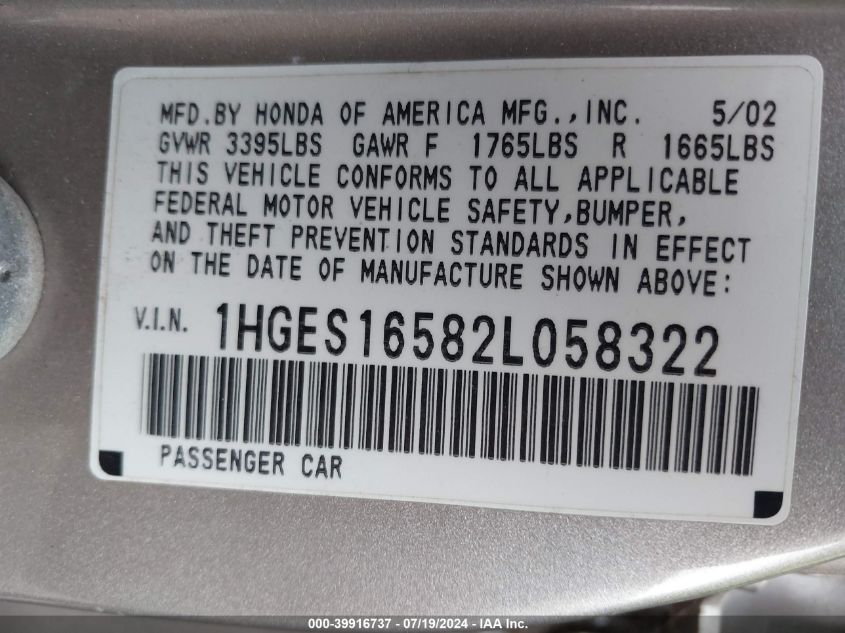 MFD.BY HONDA OF AMERICA MFG.,INC. 5/02
GVWR 3395LBS GAWR F 1765LBS R 1665LBS
THIS VEHICLE CONFORMS TO ALL APPLICABLE
FEDERAL MOTOR VEHICLE SAFETY,BUMPER,
AND THEFT PREVENTION STANDARDS IN EFFECT
ON THE DATE OF MANUFACTURE SHOWN ABOVE:
V.I.N. 1HGES16582L058322
PASSENGER CAR
000-39916737 - 07/19/2024 - IAA Inc.